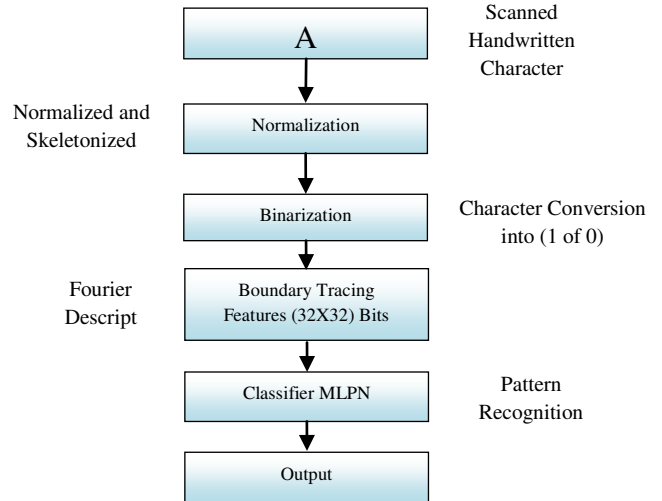 A
Scanned
Handwritten
Character
Normalized and
Skeletonized
Normalization
Binarization
Character Conversion
into (1 of 0)
Fourier
Descript
Boundary Tracing
Features (32X32) Bits
Classifier MLPN
Pattern
Recognition
Output